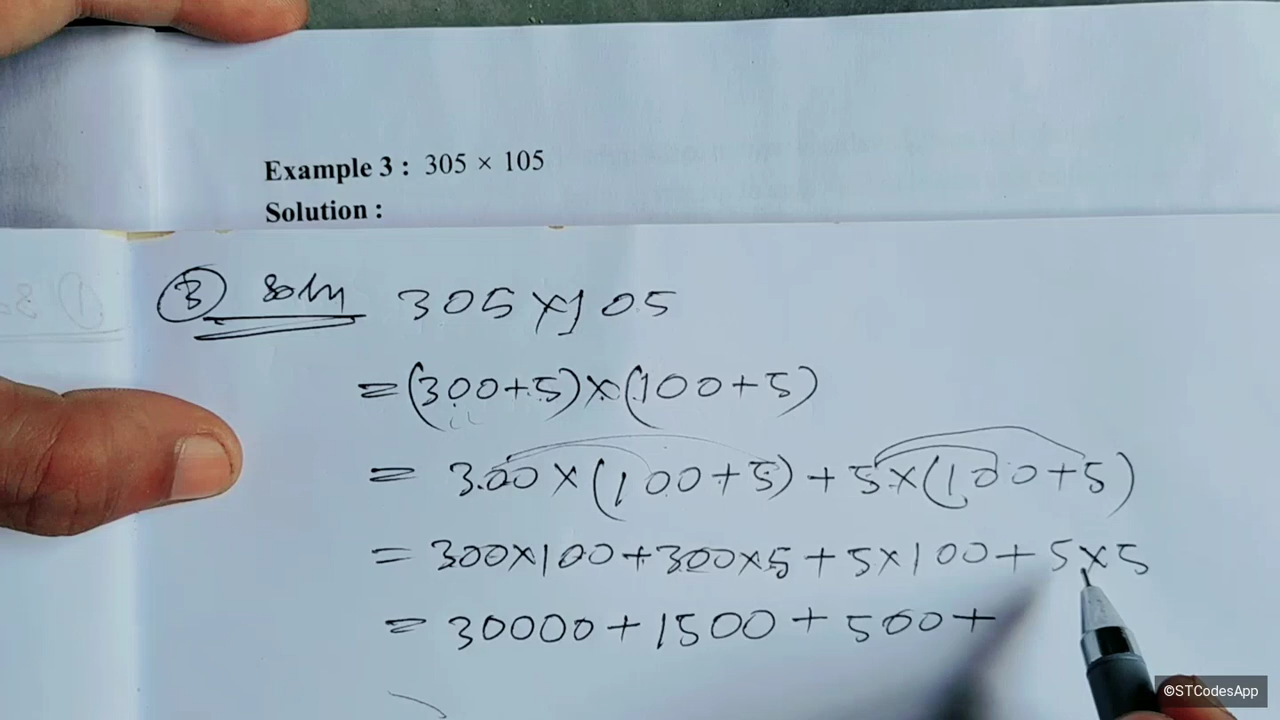 Example 3 : 305 × 105
Solution :
③ Soln 305×105
=(300+5)×(100+5)
= 300×(100+5)+5×(100+5)
= 300×100+300×5+5×100+5×5
= 30000+1500+500+
©STCodesApp